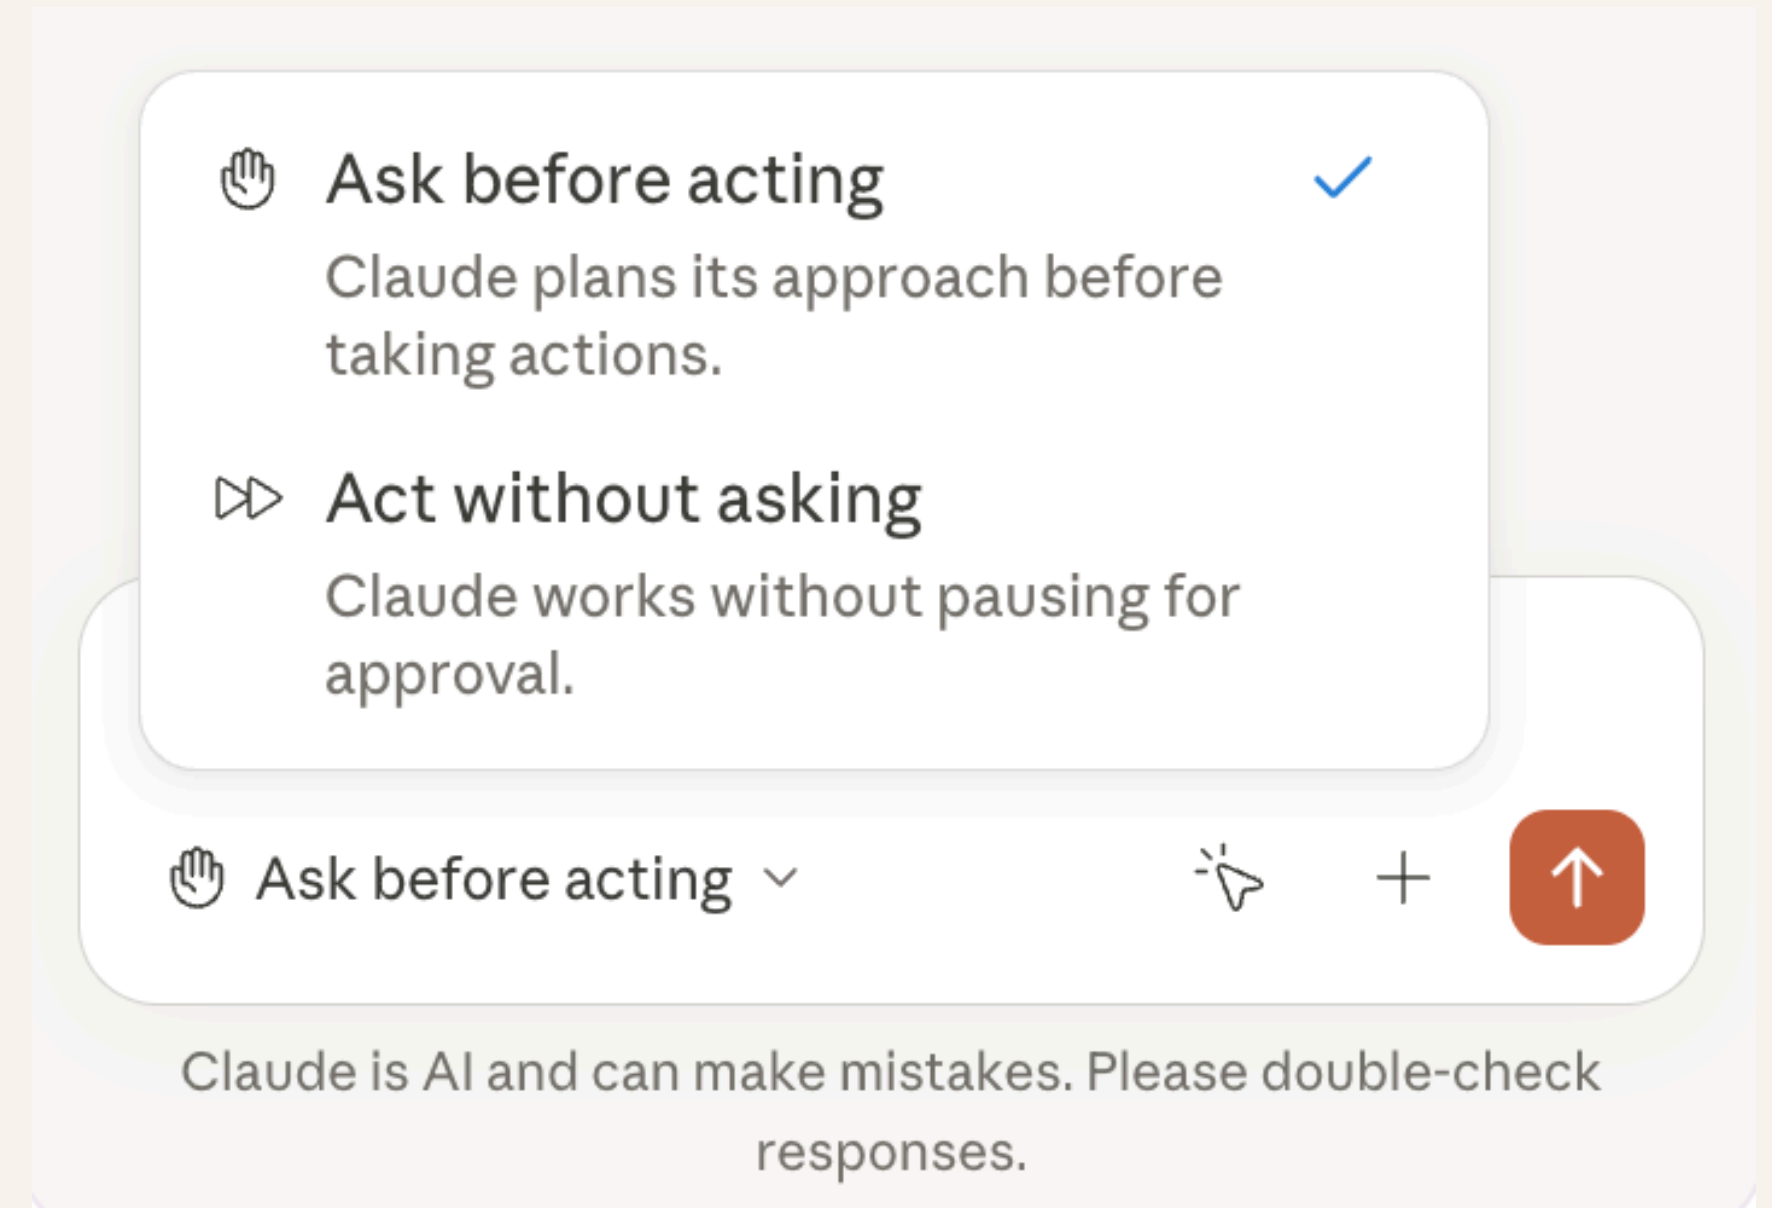 Ask before acting
Claude plans its approach before
taking actions.
Act without asking
Claude works without pausing for
approval.
Ask before acting
Claude is AI and can make mistakes. Please double-check
responses.